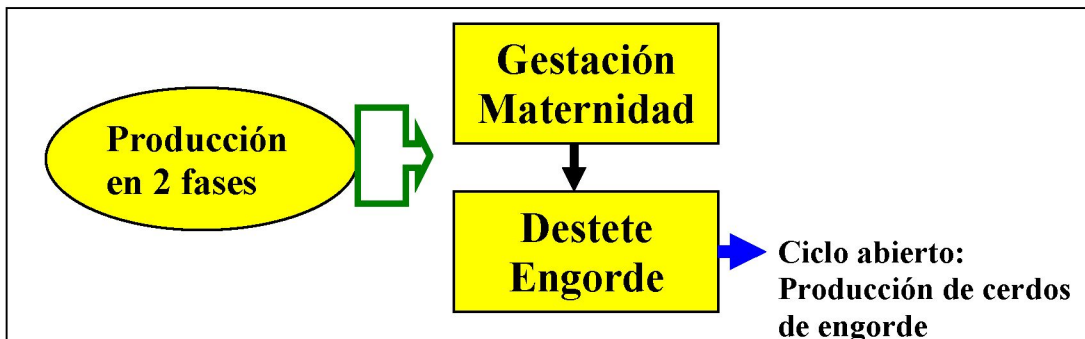 Producción
en 2 fases
Gestación
Maternidad
Destete
Engorde
Ciclo abierto:
Producción de cerdos
de engorde